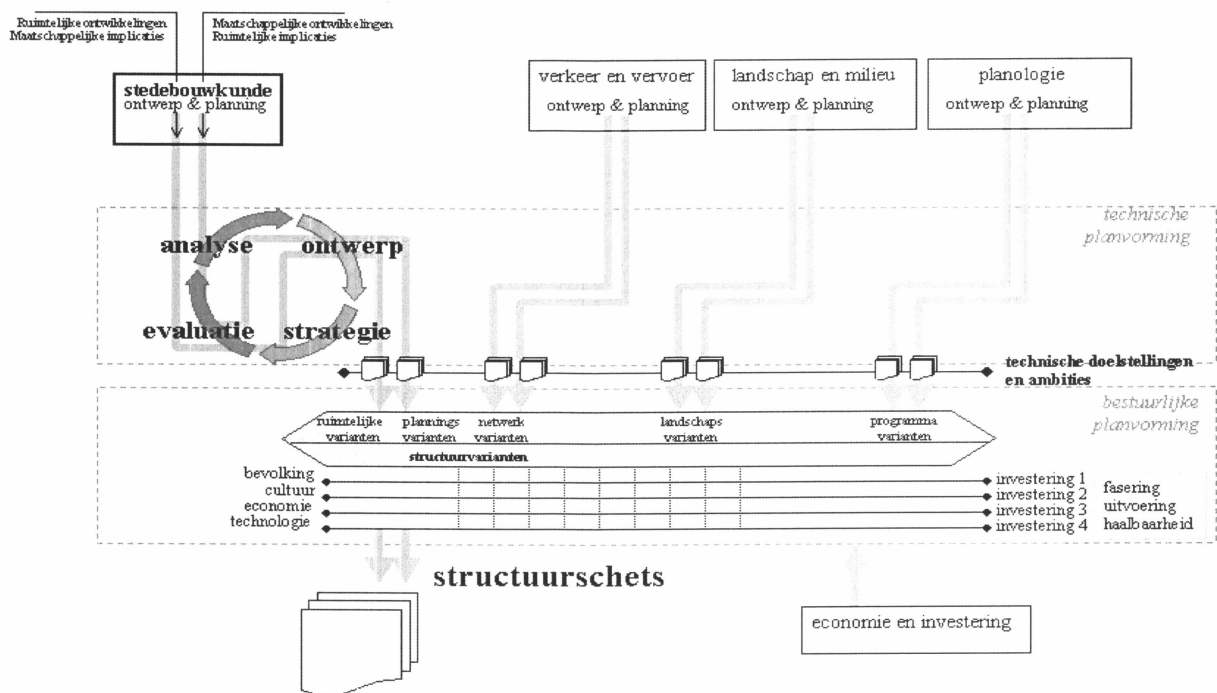 Ruimtelijke ontwikkelingen
Maatschappelijke implicaties
Maatschappelijke ontwikkelingen
Ruimtelijke implicaties
stedebouwkunde
ontwerp & planning
verkeer en vervoer
ontwerp & planning
landschap en milieu
ontwerp & planning
planologie
ontwerp & planning
technische
planvorming
analyse
ontwerp
evaluatie
strategie
technische doelstellingen
en ambities
bestuurlijke
planvorming
ruimtelijke
varianten
plannings
varianten
netwerk
varianten
landschaps
varianten
programma
varianten
structuurvarianten
bevolking
cultuur
economie
technologie
investering 1
investering 2
investering 3
investering 4
fasering
uitvoering
haalbaarheid
structuurschets
economie en investering